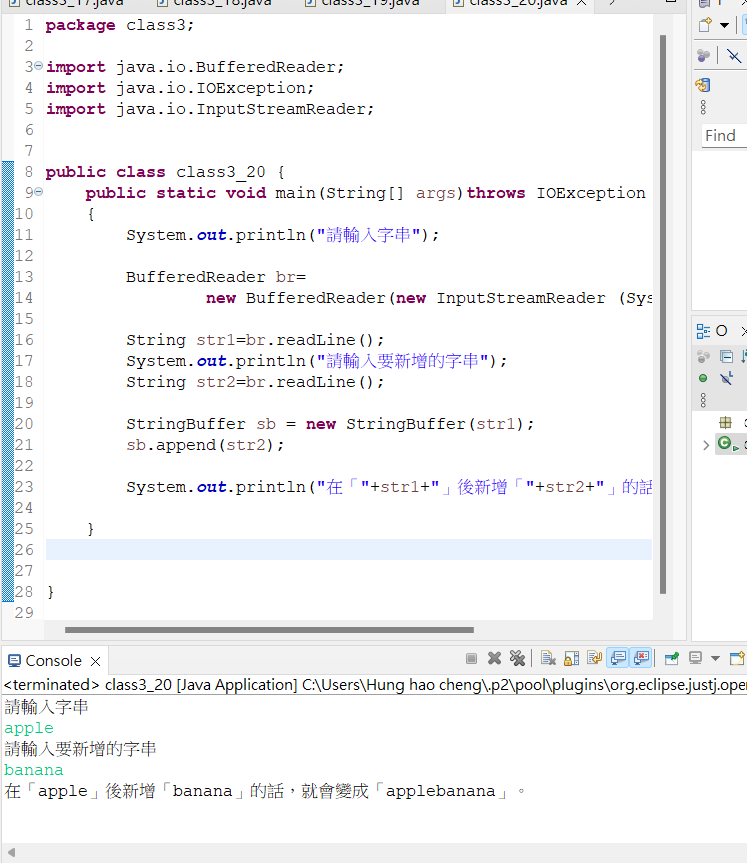 class3_17.java class3_18.java class3_19.java class3_20.java
1 package class3;
2
3 import java.io.BufferedReader;
4 import java.io.IOException;
5 import java.io.InputStreamReader;
6
7
8 public class class3_20 {
9 public static void main(String[] args)throws IOException
10 {
11 System.out.println("請輸入字串");
12
13 BufferedReader br=
14 new BufferedReader(new InputStreamReader (Sys
15
16 String str1=br.readLine();
17 System.out.println("請輸入要新增的字串");
18 String str2=br.readLine();
19
20 StringBuffer sb = new StringBuffer(str1);
21 sb.append(str2);
22
23 System.out.println("在「"+str1+"」後新增「"+str2+"」的話
24
25 }
26
27
28 }
29
Find
O
Console
<terminated> class3_20 [Java Application] C:\Users\Hung hao cheng\.p2\pool\plugins\org.eclipse.justj.ope
請輸入字串
apple
請輸入要新增的字串
banana
在「apple」後新增「banana」的話，就會變成「applebanana」。